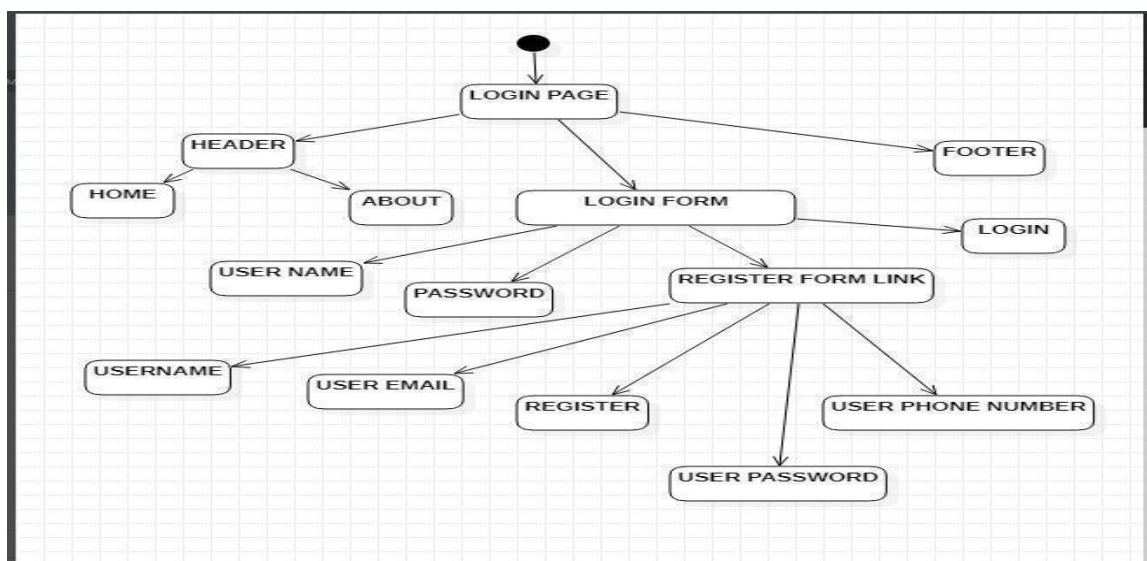 LOGIN PAGE
HEADER
FOOTER
HOME
ABOUT
LOGIN FORM
LOGIN
USER NAME
PASSWORD
REGISTER FORM LINK
USERNAME
USER EMAIL
REGISTER
USER PHONE NUMBER
USER PASSWORD